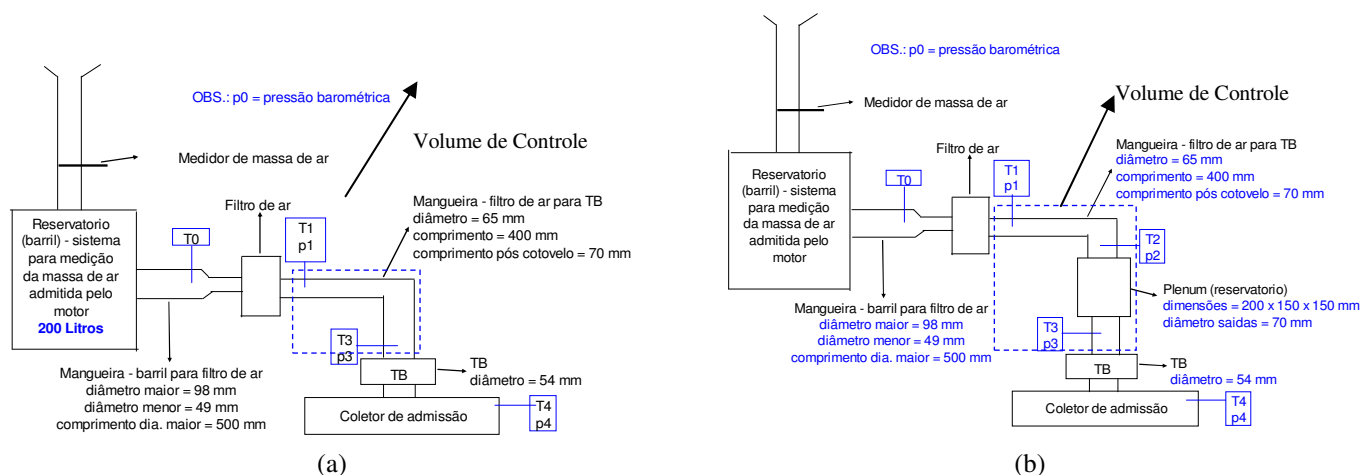 OBS.: p0 = pressão barométrica
Volume de Controle
Medidor de massa de ar
Filtro de ar
Mangueira - filtro de ar para TB
diâmetro = 65 mm
comprimento = 400 mm
comprimento pós cotovelo = 70 mm
Reservatorio
(barril) - sistema
para medição
da massa de ar
admitida pelo
motor
200 Litros
T0
T1
p1
T3
p3
TB
TB
diâmetro = 54 mm
Mangueira - barril para filtro de ar
diâmetro maior = 98 mm
diâmetro menor = 49 mm
comprimento dia. maior = 500 mm
Coletor de admissão
T4
p4
(a)
OBS.: p0 = pressão barométrica
Volume de Controle
Medidor de massa de ar
Filtro de ar
Mangueira - filtro de ar para TB
diâmetro = 65 mm
comprimento = 400 mm
comprimento pós cotovelo = 70 mm
Reservatorio
(barril) - sistema
para medição
da massa de ar
admitida pelo
motor
T0
T1
p1
T2
p2
Plenum (reservatorio)
dimensões = 200 x 150 x 150 mm
diâmetro saidas = 70 mm
Mangueira - barril para filtro de ar
diâmetro maior = 98 mm
diâmetro menor = 49 mm
comprimento dia. maior = 500 mm
T3
p3
TB
TB
diâmetro = 54 mm
Coletor de admissão
T4
p4
(b)